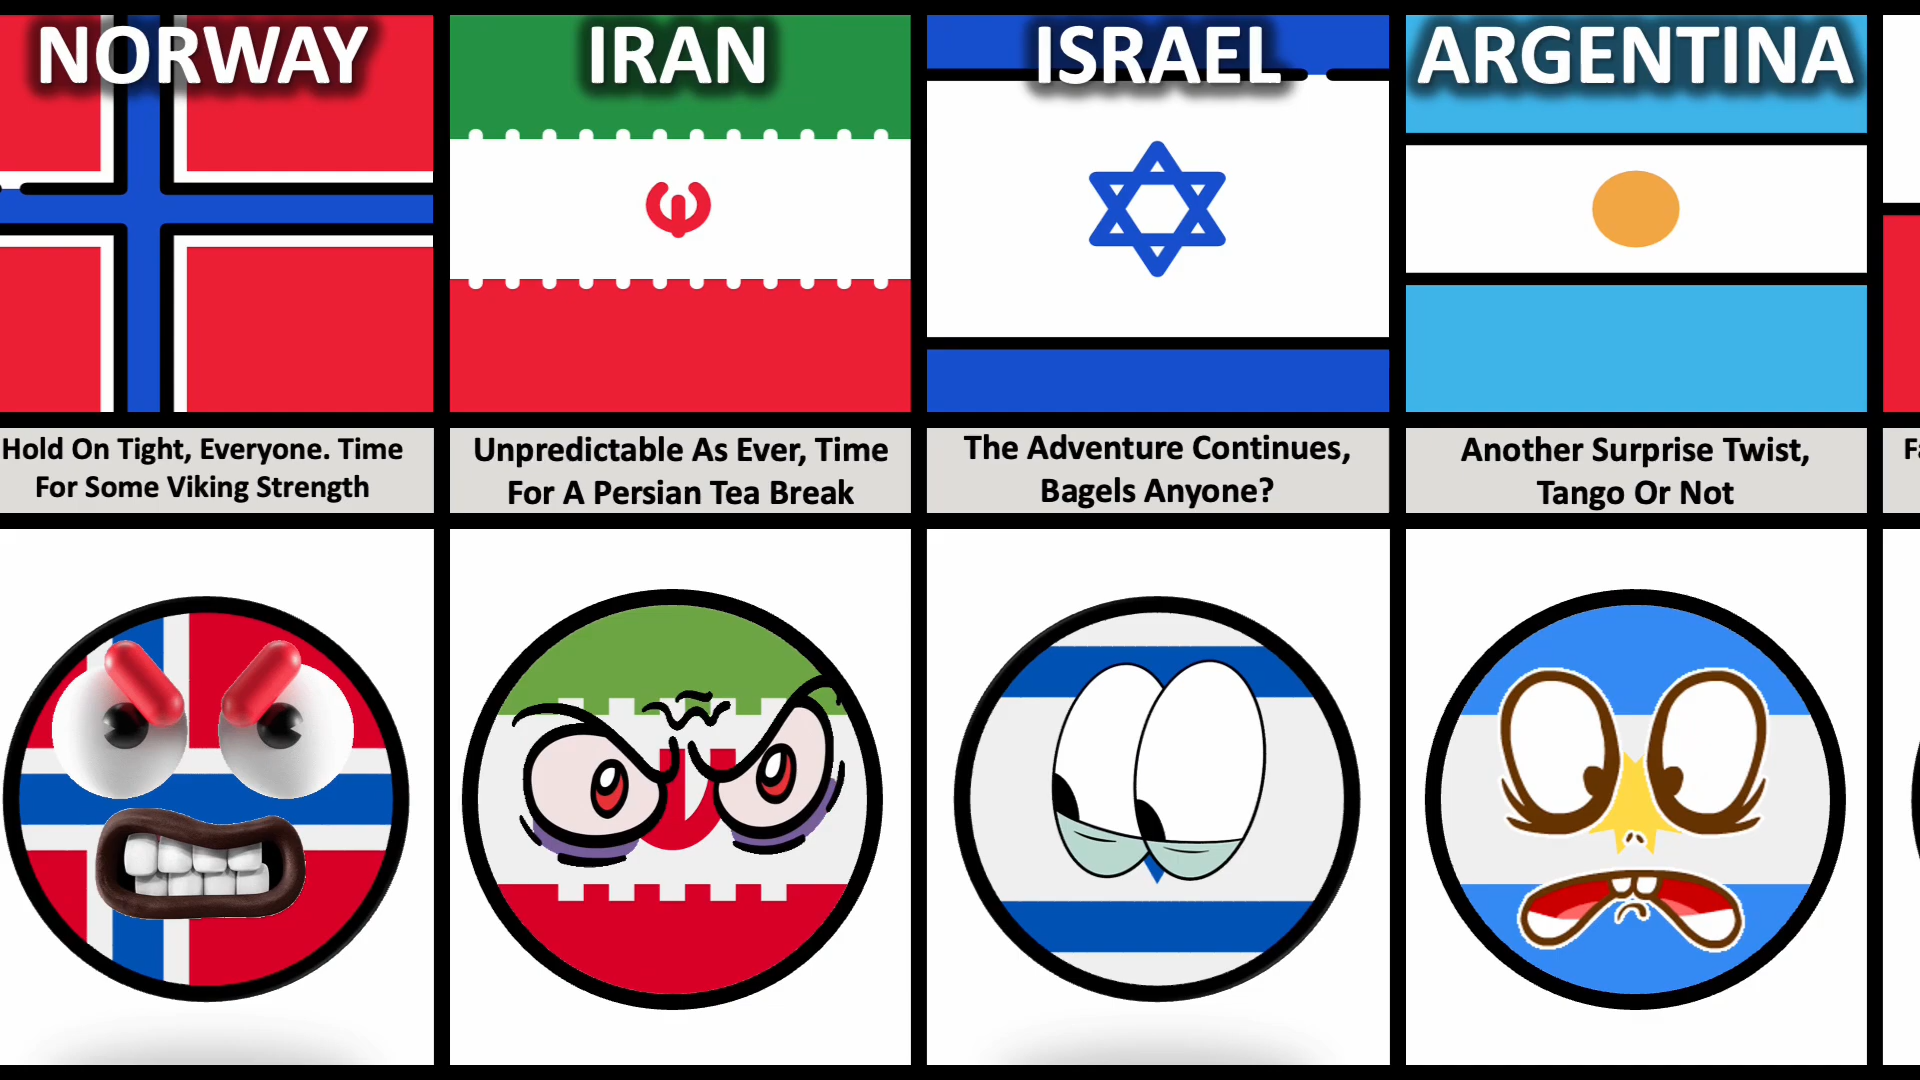 NORWAY
Hold On Tight, Everyone. Time
For Some Viking Strength
IRAN
Unpredictable As Ever, Time
For A Persian Tea Break
ISRAEL
The Adventure Continues,
Bagels Anyone?
ARGENTINA
Another Surprise Twist,
Tango Or Not